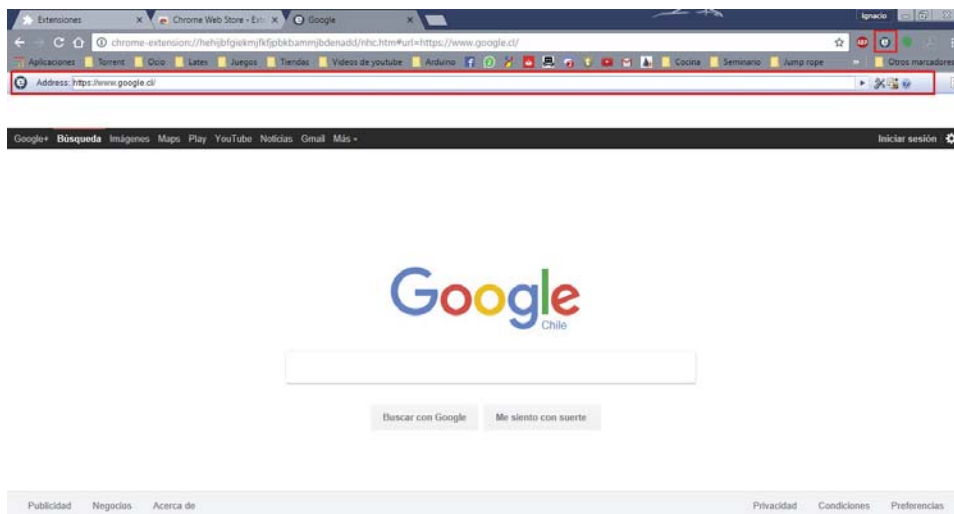 Extensiones Chrome Web Store - Ext Google Ignacio
chrome-extension://hehijbfgiekmjfkfjpbkbammjbdenadd/nhc.htm#url=https://www.google.cl/
Aplicaciones Torrent Ocio Lates Juegos Tiendas Videos de youtube Arduino Cocina Seminario Jump rope Otros marcadores
Address: https://www.google.cl/
Google+ Búsqueda Imágenes Maps Play YouTube Noticias Gmail Más Iniciar sesión
Google
Chile
Buscar con Google Me siento con suerte
Publicidad Negocios Acerca de Privacidad Condiciones Preferencias